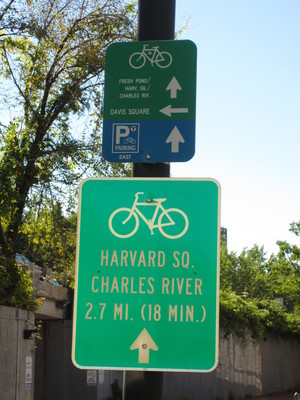 FRESH POND/
HARV. SQ./
CHARLES RIV.
DAVIS SQUARE
P
PARKING
EAST
HARVARD SQ.
CHARLES RIVER
2.7 MI. (18 MIN.)